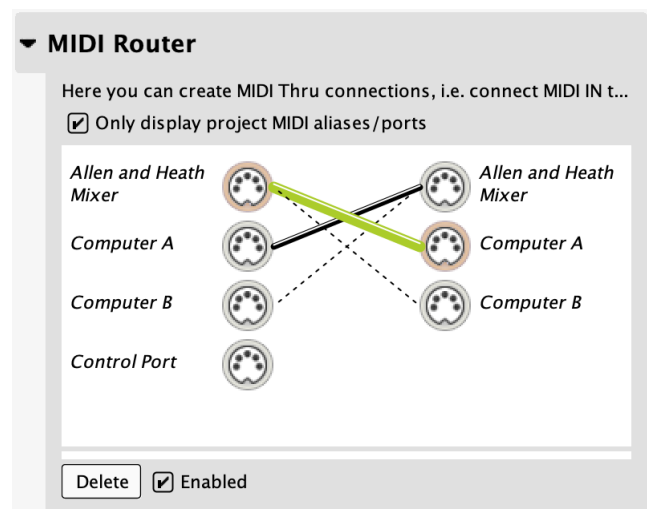 MIDI Router
Here you can create MIDI Thru connections, i.e. connect MIDI IN t...
Only display project MIDI aliases/ports
Allen and Heath
Mixer
Allen and Heath
Mixer
Computer A
Computer A
Computer B
Computer B
Control Port
Delete
Enabled